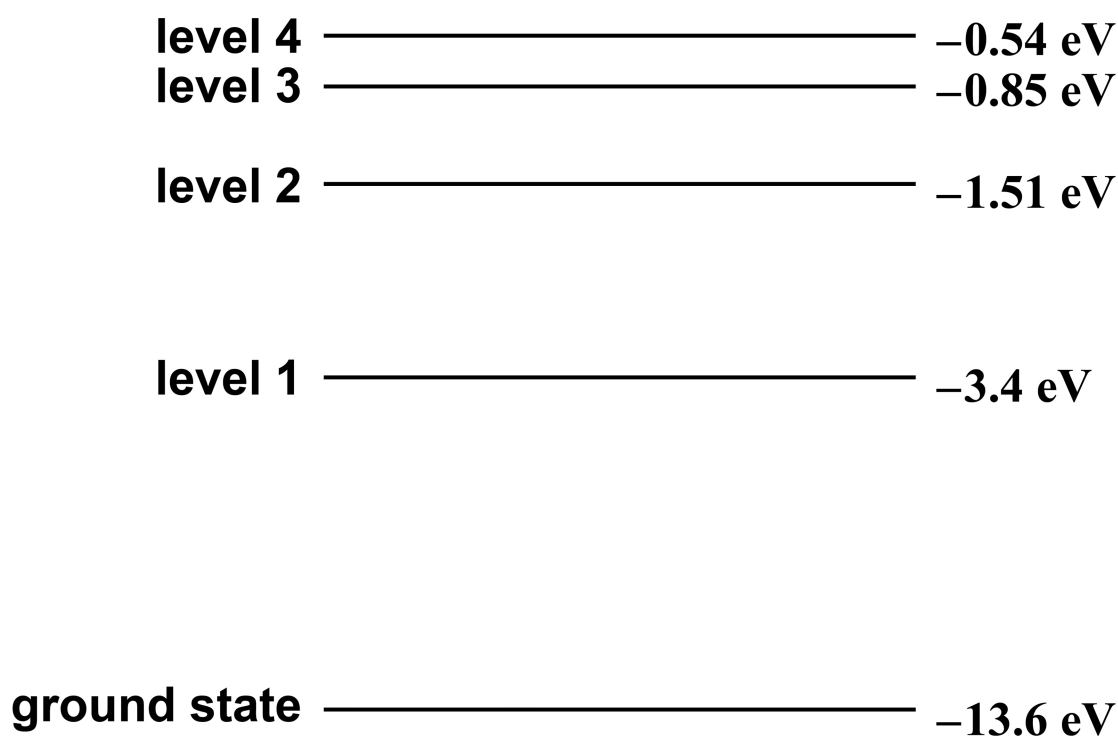 level 4 −0.54 eV
level 3 −0.85 eV
level 2 −1.51 eV
level 1 −3.4 eV
ground state −13.6 eV